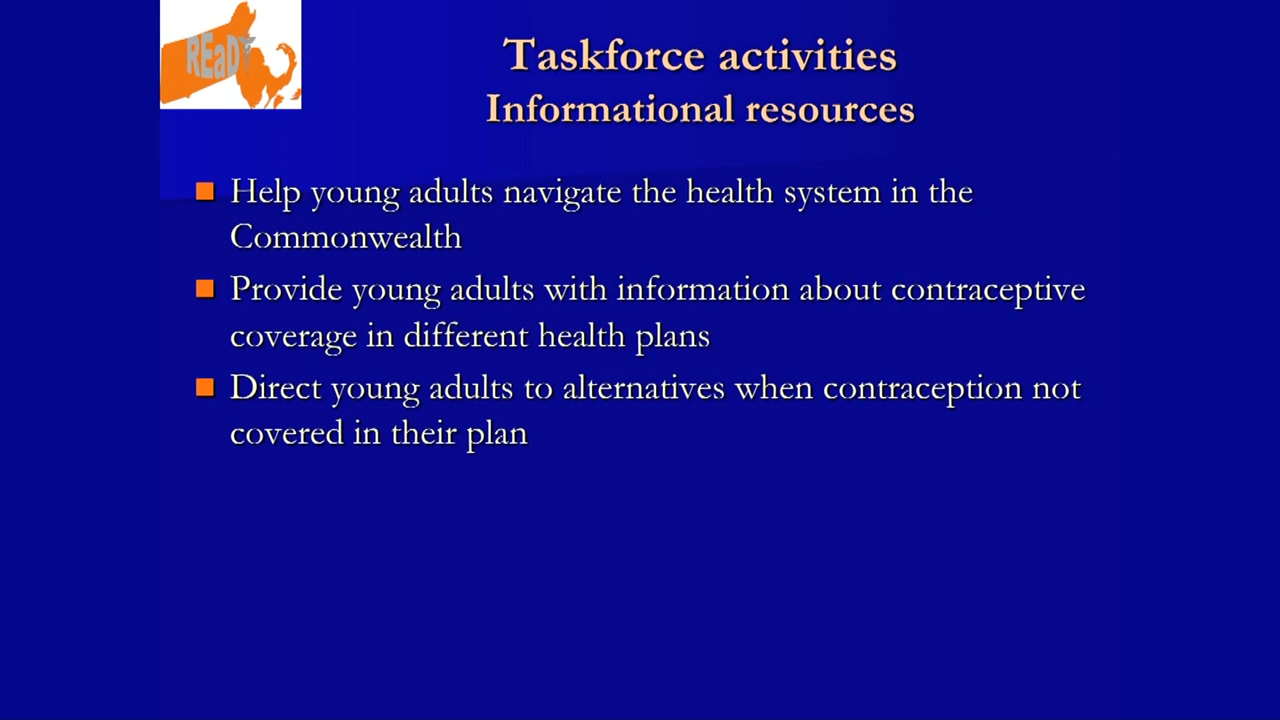 REaDY
Taskforce activities
Informational resources
Help young adults navigate the health system in the
Commonwealth
Provide young adults with information about contraceptive
coverage in different health plans
Direct young adults to alternatives when contraception not
covered in their plan